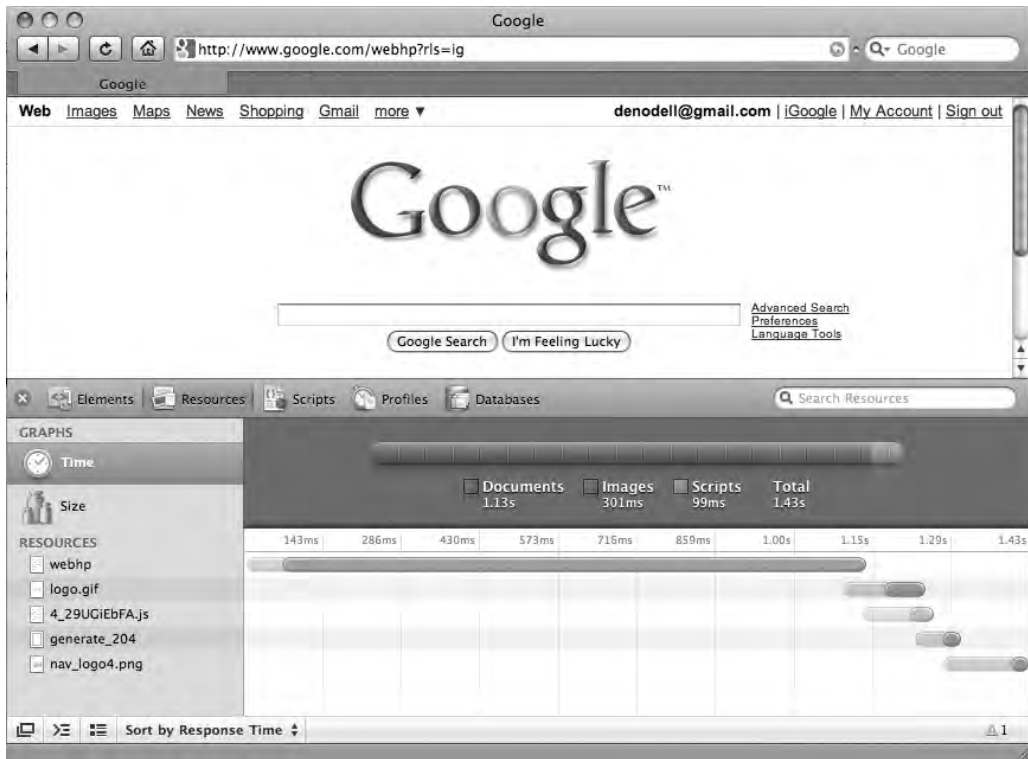 Google
http://www.google.com/webhp?rls=ig
Google
Google
Web Images Maps News Shopping Gmail more ▼ denodell@gmail.com | iGoogle | My Account | Sign out
Google™
Advanced Search
Preferences
Language Tools
Google Search I'm Feeling Lucky
Elements Resources Scripts Profiles Databases Search Resources
GRAPHS
Time
Size
Documents Images Scripts Total
1.13s 301ms 99ms 1.43s
RESOURCES 143ms 286ms 430ms 573ms 716ms 859ms 1.00s 1.15s 1.29s 1.43s
webhp
logo.gif
4_29UGiEbFA.js
generate_204
nav_logo4.png
Sort by Response Time 1